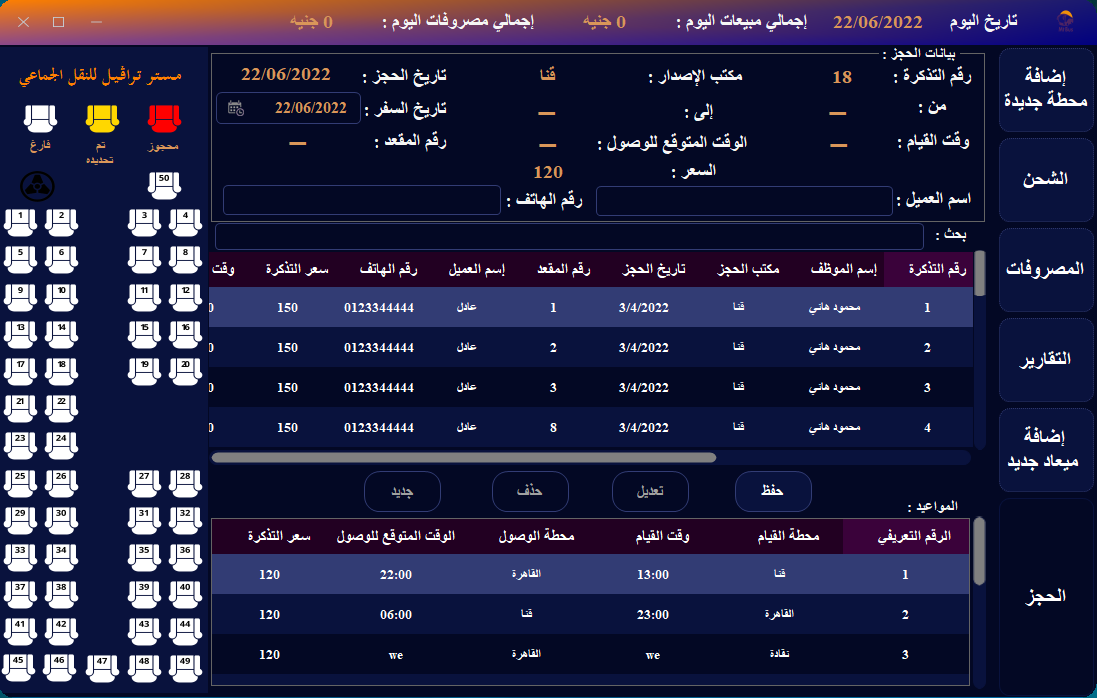 تاريخ اليوم 22/06/2022 إجمالي مبيعات اليوم : 0 جنيه إجمالي مصروفات اليوم : 0 جنيه
إضافة
محطة جديدة
الشحن
المصروفات
التقارير
إضافة
ميعاد جديد
الحجز
بيانات الحجز :
رقم التذكرة : 18 مكتب الإصدار : قنا تاريخ الحجز : 22/06/2022
من : — إلى : — تاريخ السفر : 22/06/2022
وقت القيام : — الوقت المتوقع للوصول : — رقم المقعد : —
السعر : 120
اسم العميل : رقم الهاتف :
بحث :
رقم التذكرة إسم الموظف مكتب الحجز تاريخ الحجز رقم المقعد إسم العميل رقم الهاتف سعر التذكرة وقت
1 محمود هاني قنا 3/4/2022 1 عادل 0123344444 150 0
2 محمود هاني قنا 3/4/2022 2 عادل 0123344444 150 0
3 محمود هاني قنا 3/4/2022 3 عادل 0123344444 150 0
4 محمود هاني قنا 3/4/2022 8 عادل 0123344444 150 0
حفظ تعديل حذف جديد
المواعيد :
الرقم التعريفي محطة القيام وقت القيام محطة الوصول الوقت المتوقع للوصول سعر التذكرة
1 قنا 13:00 القاهرة 22:00 120
2 القاهرة 23:00 قنا 06:00 120
3 نقادة we القاهرة we 120
مستر تراڤيل للنقل الجماعي
محجوز تم تحديده فارغ
50
1 2 3 4
5 6 7 8
9 10 11 12
13 14 15 16
17 18 19 20
21 22
23 24
25 26 27 28
29 30 31 32
33 34 35 36
37 38 39 40
41 42 43 44
45 46 47 48 49